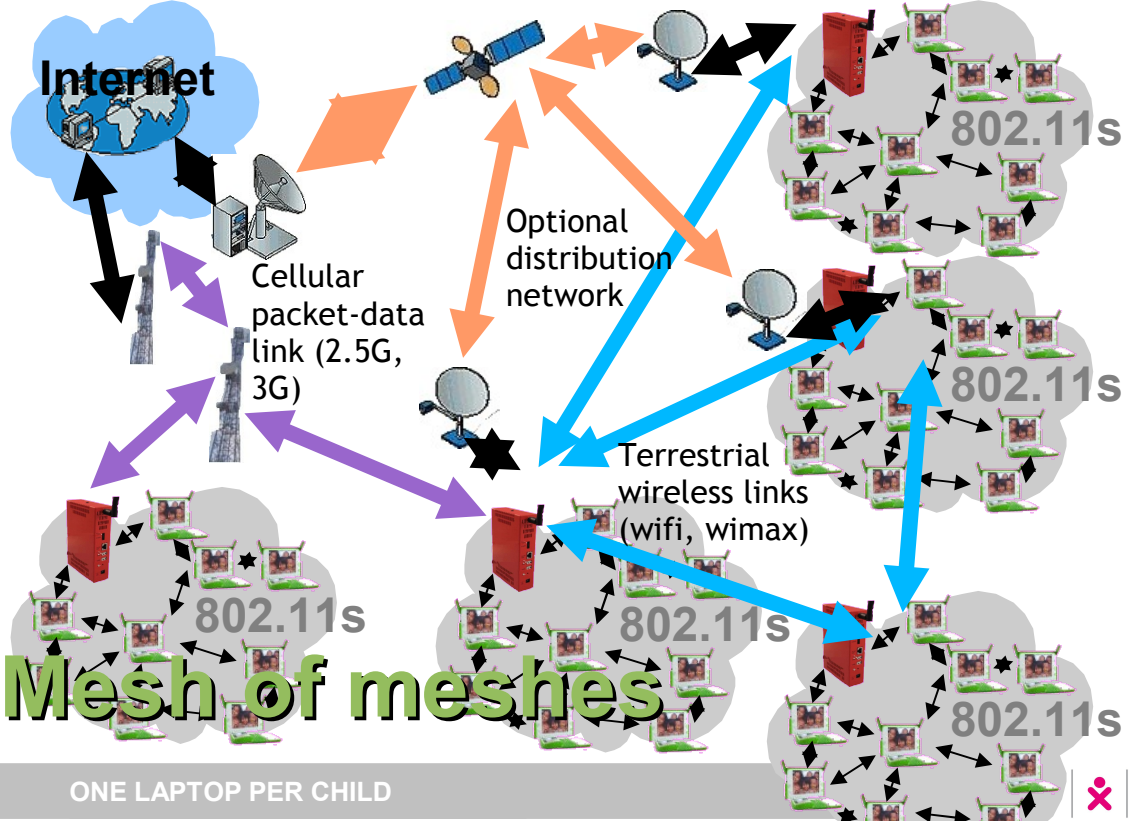 Internet
802.11s
Optional
distribution
network
Cellular
packet-data
link (2.5G,
3G)
802.11s
Terrestrial
wireless links
(wifi, wimax)
802.11s
802.11s
Mesh of meshes
802.11s
ONE LAPTOP PER CHILD